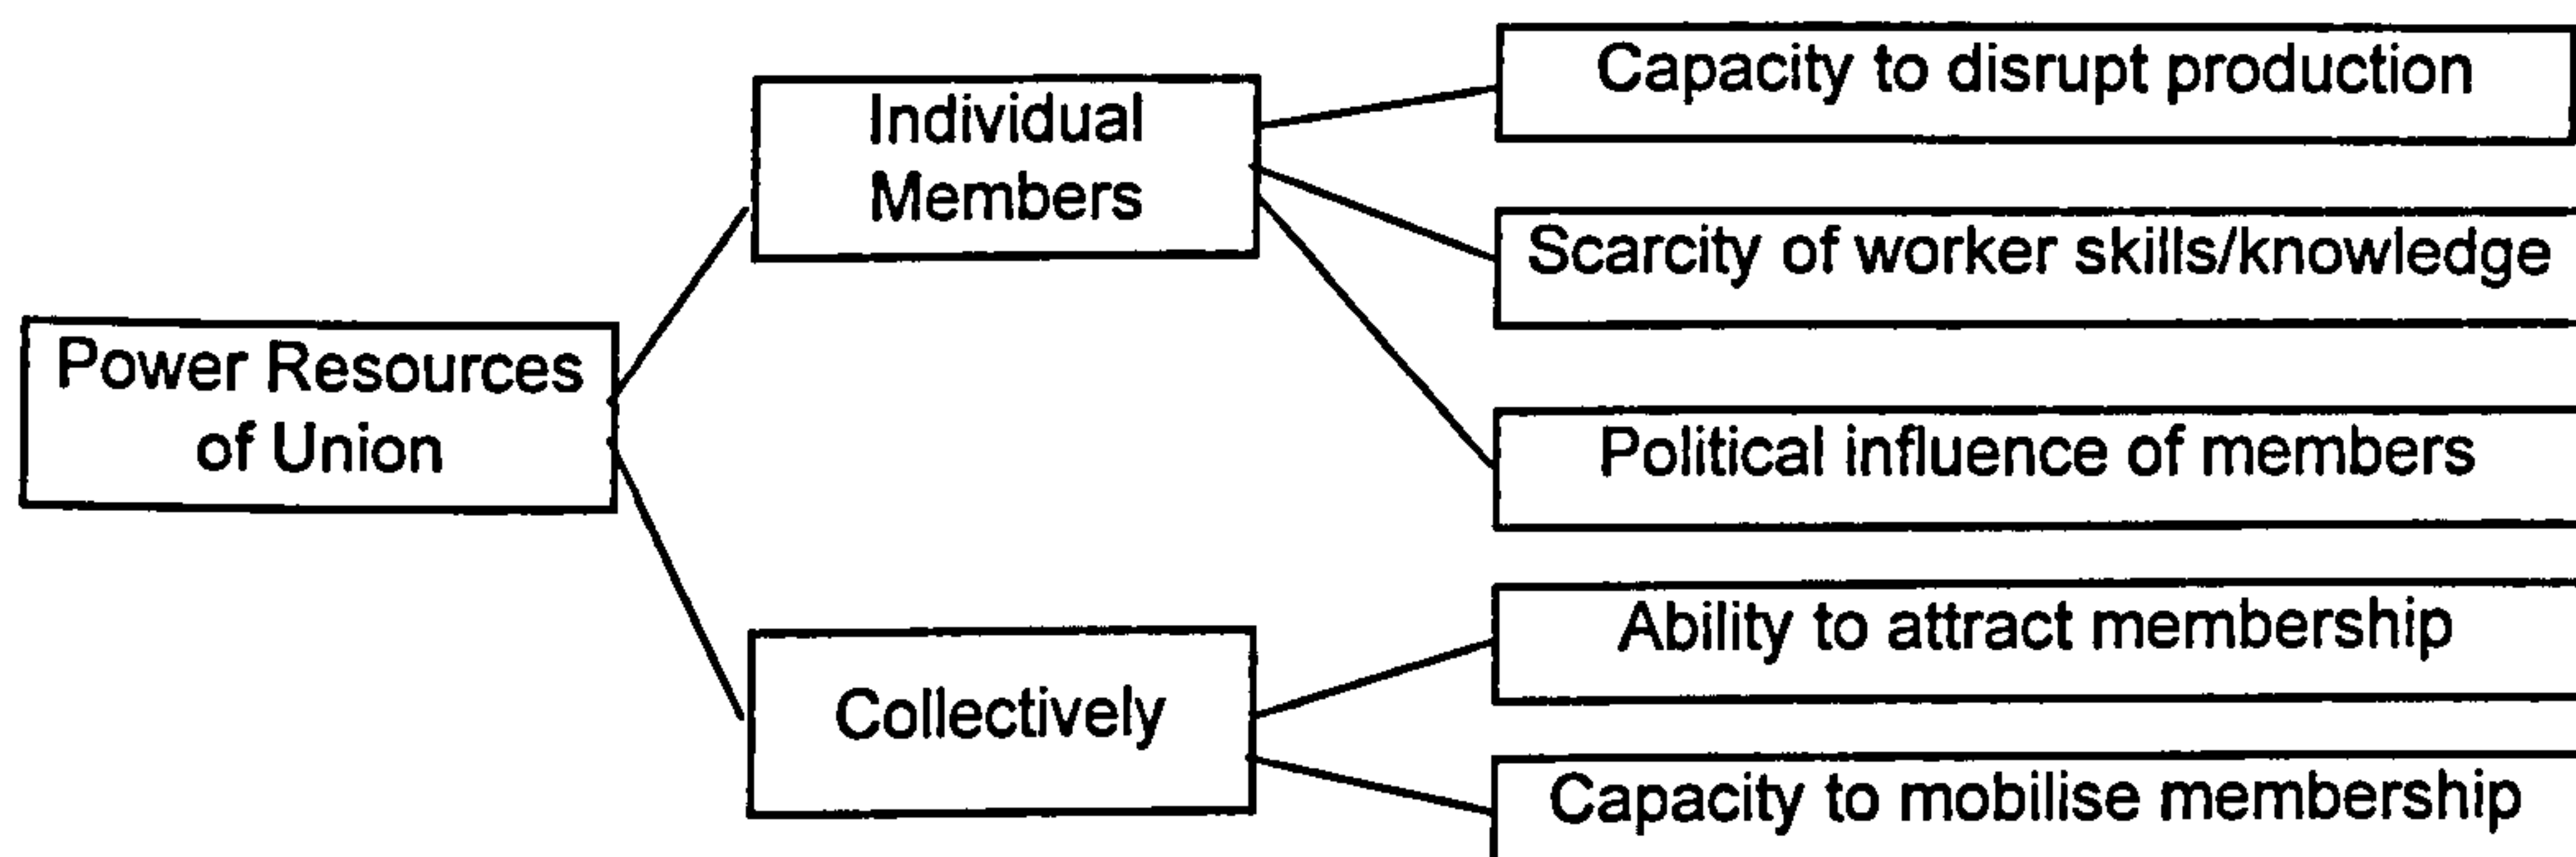 Capacity to disrupt production
Individual
Members
Scarcity of worker skills/knowledge
Power Resources
of Union
Political influence of members
Ability to attract membership
Collectively
Capacity to mobilise membership